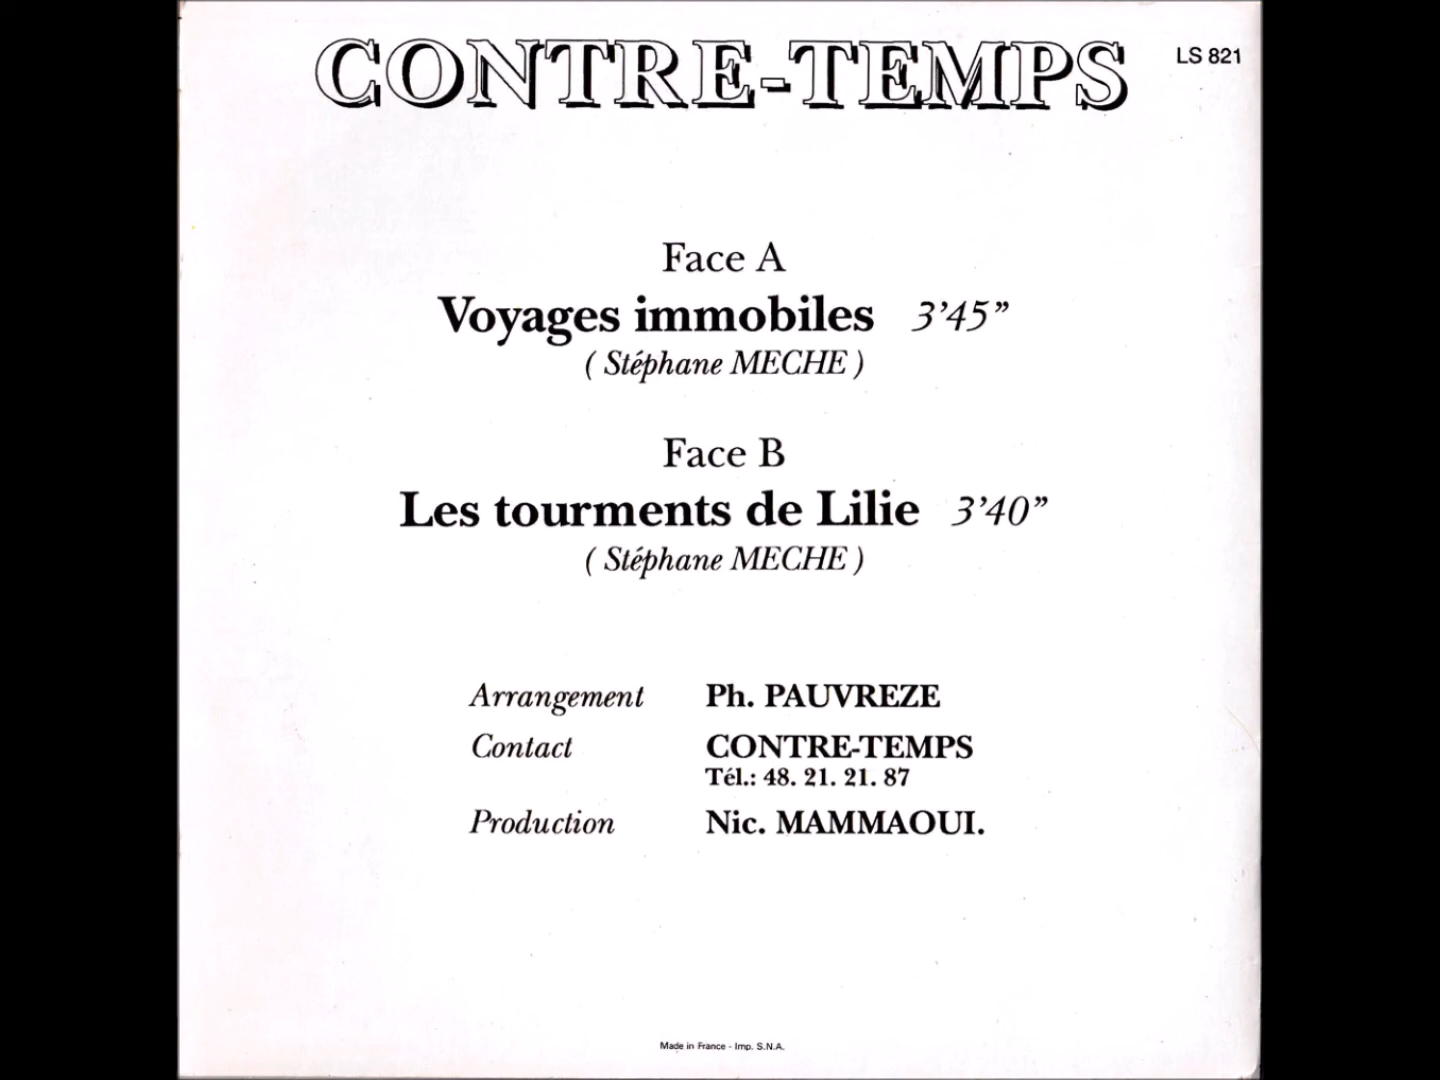 CONTRE-TEMPS
LS 821
Face A
Voyages immobiles 3’45”
( Stéphane MECHE )
Face B
Les tourments de Lilie 3’40”
( Stéphane MECHE )
Arrangement Ph. PAUVREZE
Contact CONTRE-TEMPS
Tél.: 48. 21. 21. 87
Production Nic. MAMMAOUI.
Made in France - Imp. S.N.A.